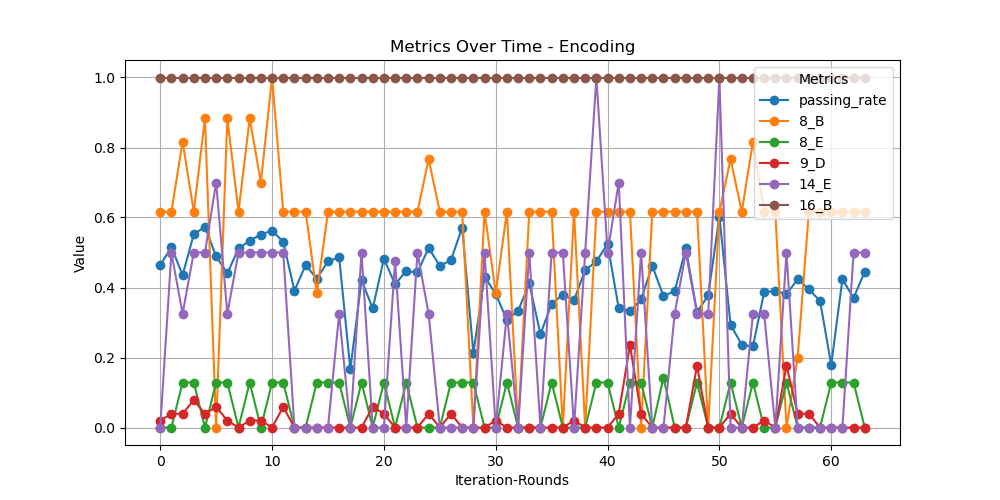 Metrics Over Time - Encoding
Metrics
passing_rate
8_B
8_E
9_D
14_E
16_B
1.0
0.8
0.6
0.4
0.2
0.0
Value
0 10 20 30 40 50 60
Iteration-Rounds